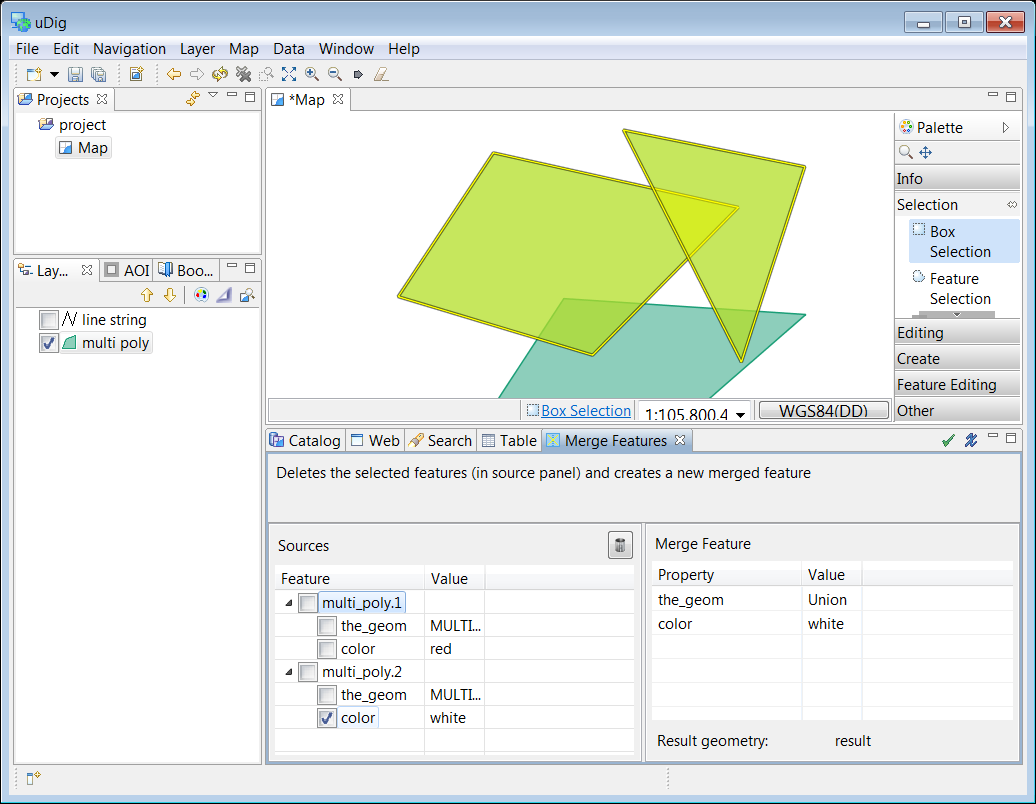 uDig
File Edit Navigation Layer Map Data Window Help
Projects
project
Map
*Map
Palette
Info
Selection
Box
Selection
Feature
Selection
Editing
Create
Feature Editing
Other
Lay... AOI Boo...
line string
multi poly
Box Selection 1:105.800.4 WGS84(DD)
Catalog Web Search Table Merge Features
Deletes the selected features (in source panel) and creates a new merged feature
Sources
Feature Value
multi_poly.1
the_geom MULTI...
color red
multi_poly.2
the_geom MULTI...
color white
Merge Feature
Property Value
the_geom Union
color white
Result geometry: result